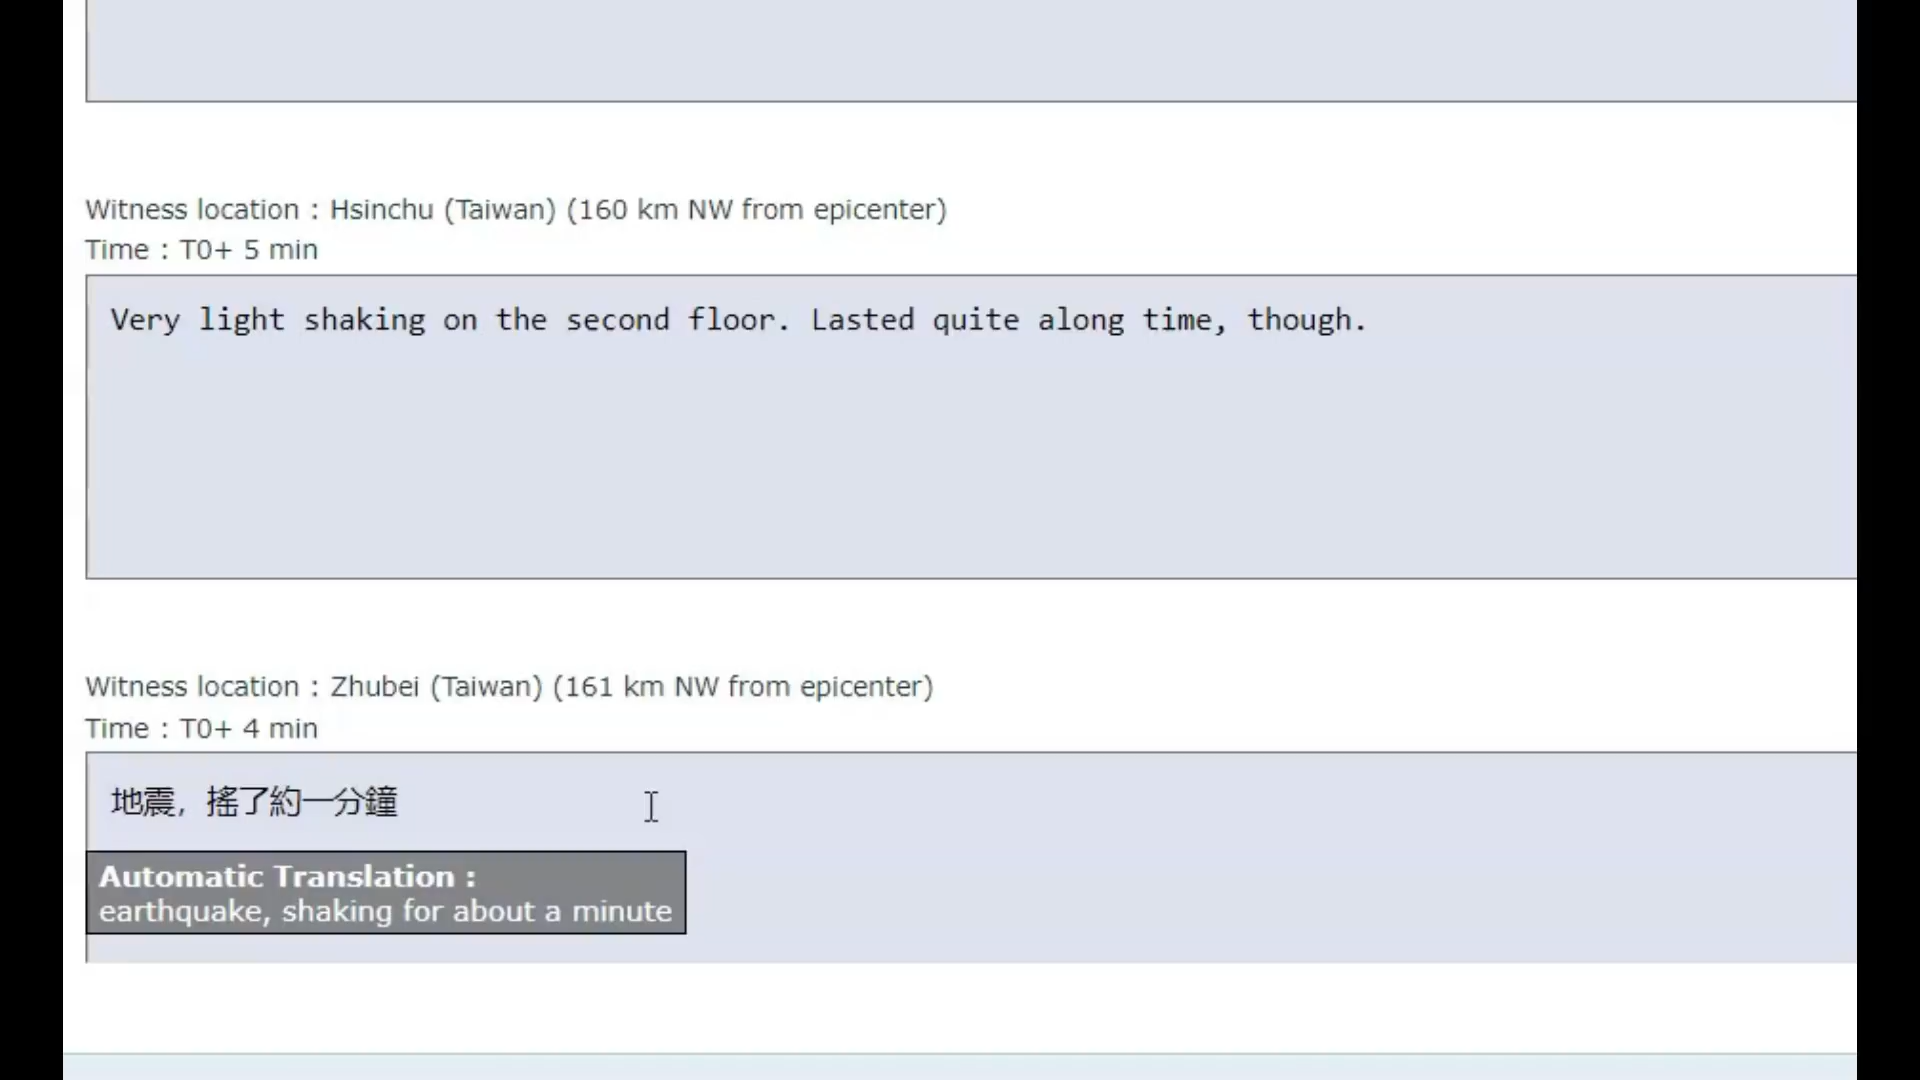 Witness location : Hsinchu (Taiwan) (160 km NW from epicenter)
Time : T0+ 5 min
Very light shaking on the second floor. Lasted quite along time, though.
Witness location : Zhubei (Taiwan) (161 km NW from epicenter)
Time : T0+ 4 min
地震，搖了約一分鐘
Automatic Translation :
earthquake, shaking for about a minute